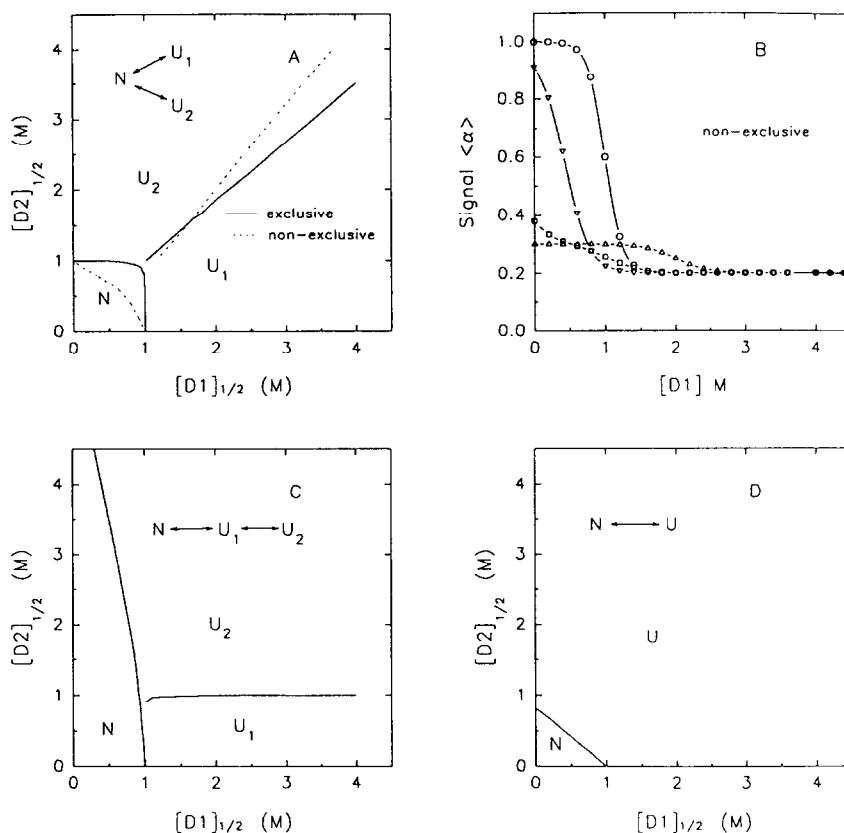 A
4
3
2
1
0
[D2]1/2 (M)
N
U1
U2
U2
exclusive
non-exclusive
U1
N
0
1
2
3
4
[D1]1/2 (M)
B
1.0
0.8
0.6
0.4
0.2
0.0
Signal <α>
non-exclusive
0
1
2
3
4
[D1] M
C
4
3
2
1
0
[D2]1/2 (M)
N U1 U2
U2
N
U1
0
1
2
3
4
[D1]1/2 (M)
D
4
3
2
1
0
[D2]1/2 (M)
N U
U
N
0
1
2
3
4
[D1]1/2 (M)